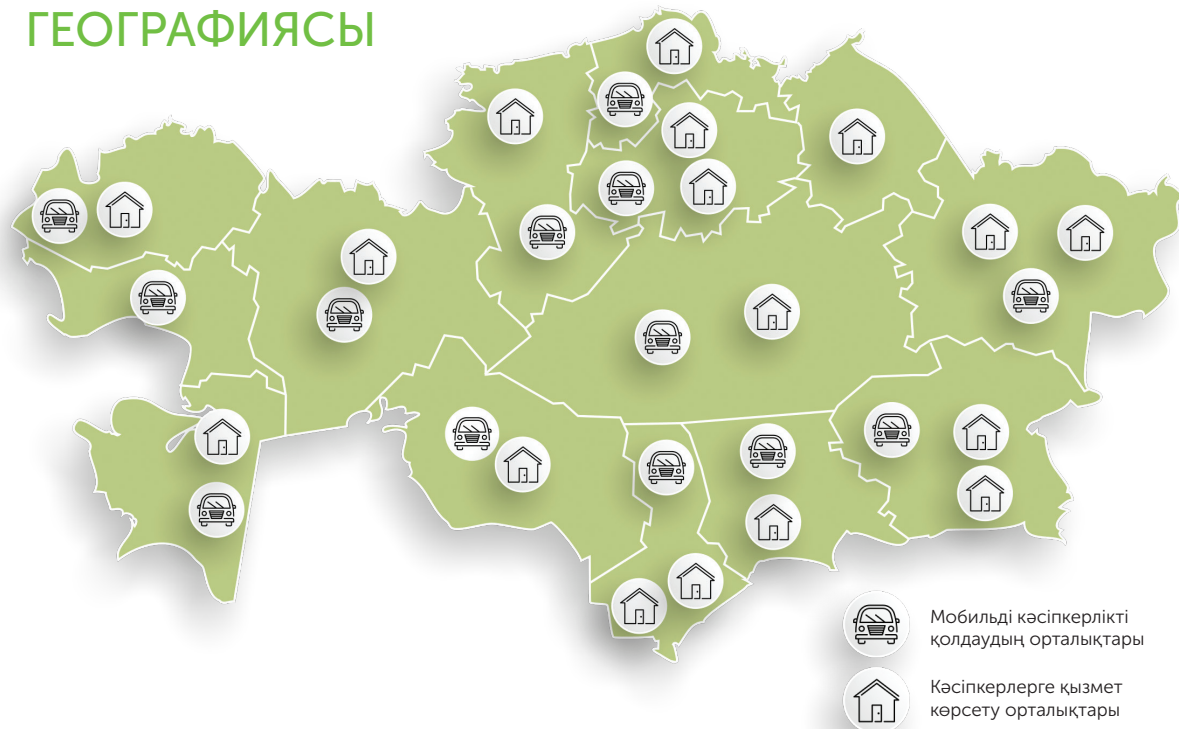 ГЕОГРАФИЯСЫ
Мобильді кәсіпкерлікті
қолдаудың орталықтары
Кәсіпкерлерге қызмет
көрсету орталықтары